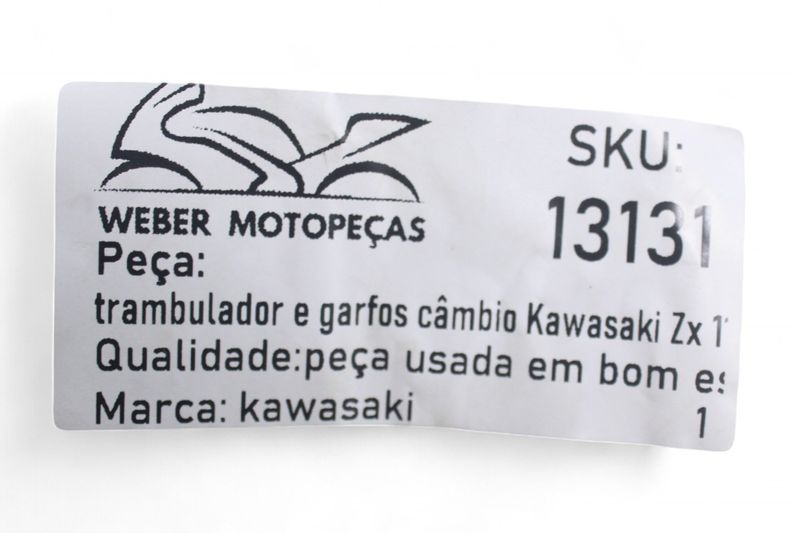 WEBER MOTOPEÇAS
SKU:
13131
Peça:
trambulador e garfos câmbio Kawasaki Zx
Qualidade:peça usada em bom
Marca: kawasaki
1